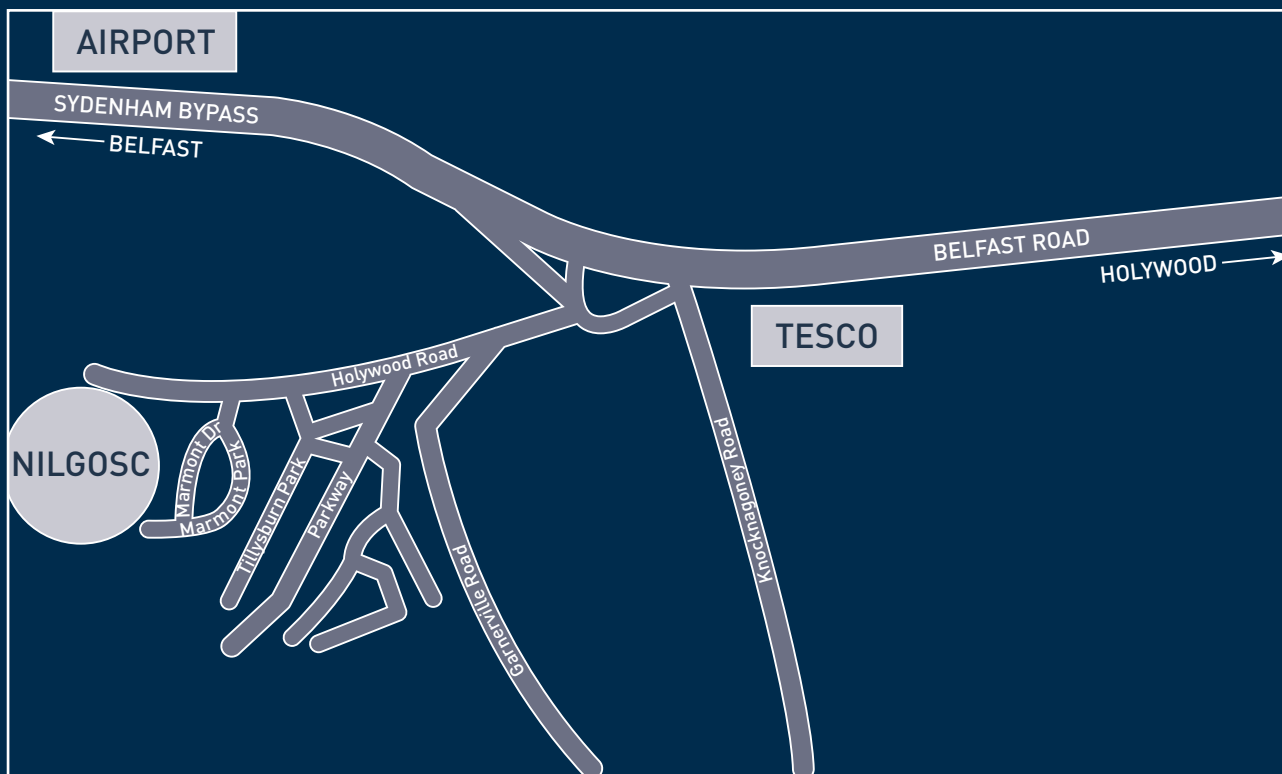 AIRPORT
SYDENHAM BYPASS
BELFAST
BELFAST ROAD
HOLYWOOD
TESCO
Holywood Road
NILGOSC
Marmont Dr
Marmont Park
Tillysburn Park
Parkway
Garnerville Road
Knocknagoney Road